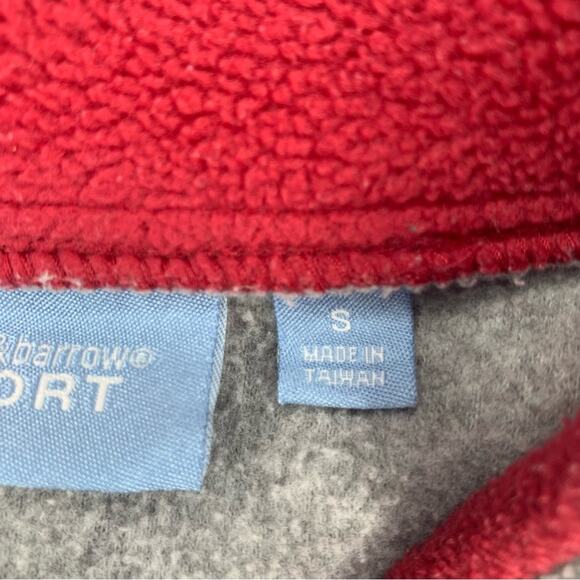 & barrow®
ORT
S
MADE IN
TAIWAN